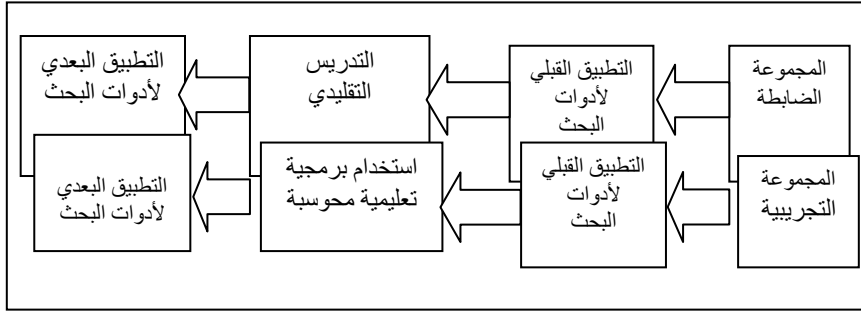 المجموعة
الضابطة
التطبيق القبلي
لأدوات
البحث
التدريس
التقليدي
التطبيق البعدي
لأدوات البحث
المجموعة
التجريبية
التطبيق القبلي
لأدوات
البحث
استخدام برمجية
تعليمية محوسبة
التطبيق البعدي
لأدوات البحث